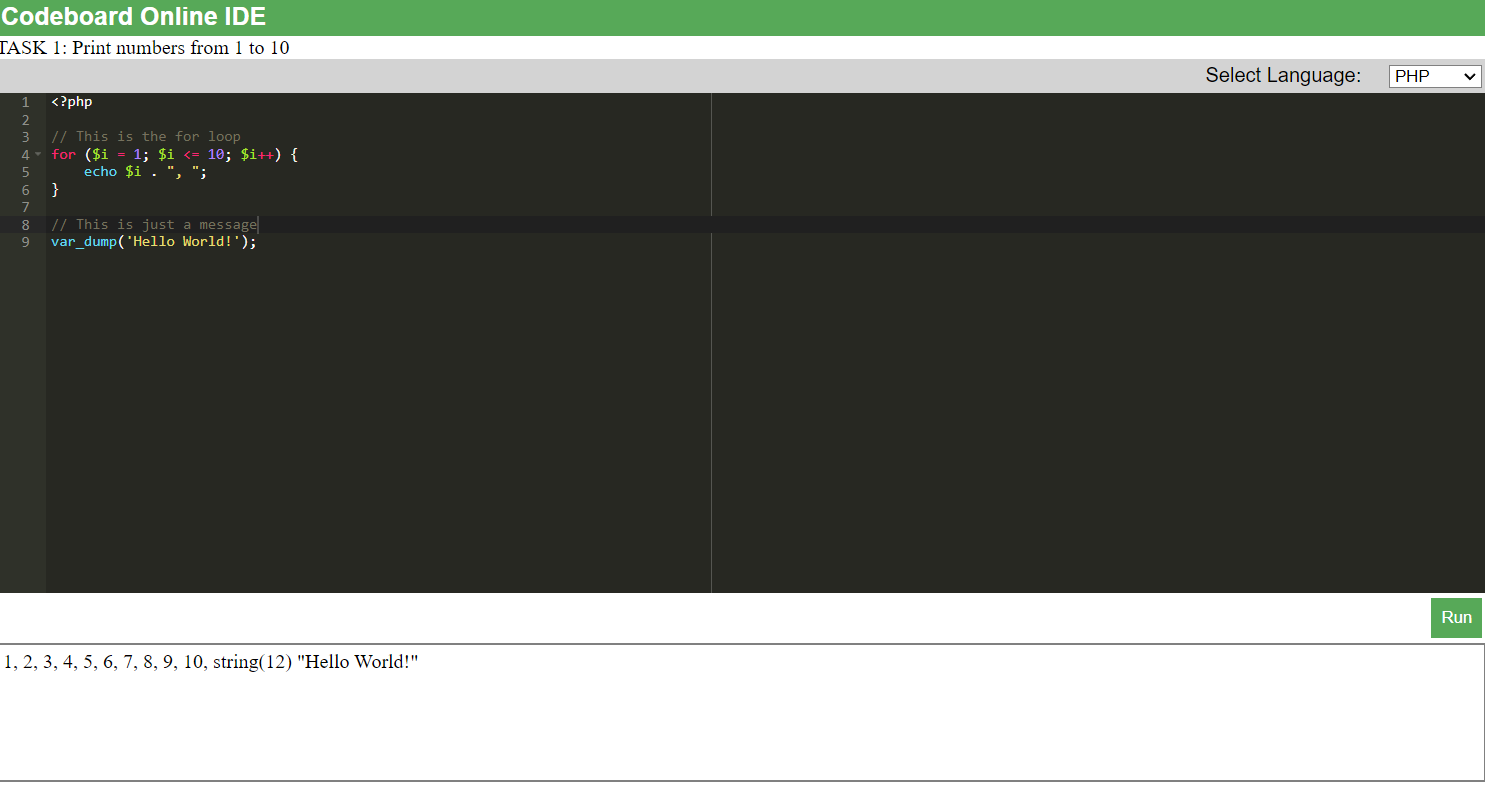 Codeboard Online IDE
TASK 1: Print numbers from 1 to 10
Select Language: PHP
1 <?php
2
3 // This is the for loop
4 for ($i = 1; $i <= 10; $i++) {
5     echo $i . ", ";
6 }
7
8 // This is just a message
9 var_dump('Hello World!');
Run
1, 2, 3, 4, 5, 6, 7, 8, 9, 10, string(12) "Hello World!"